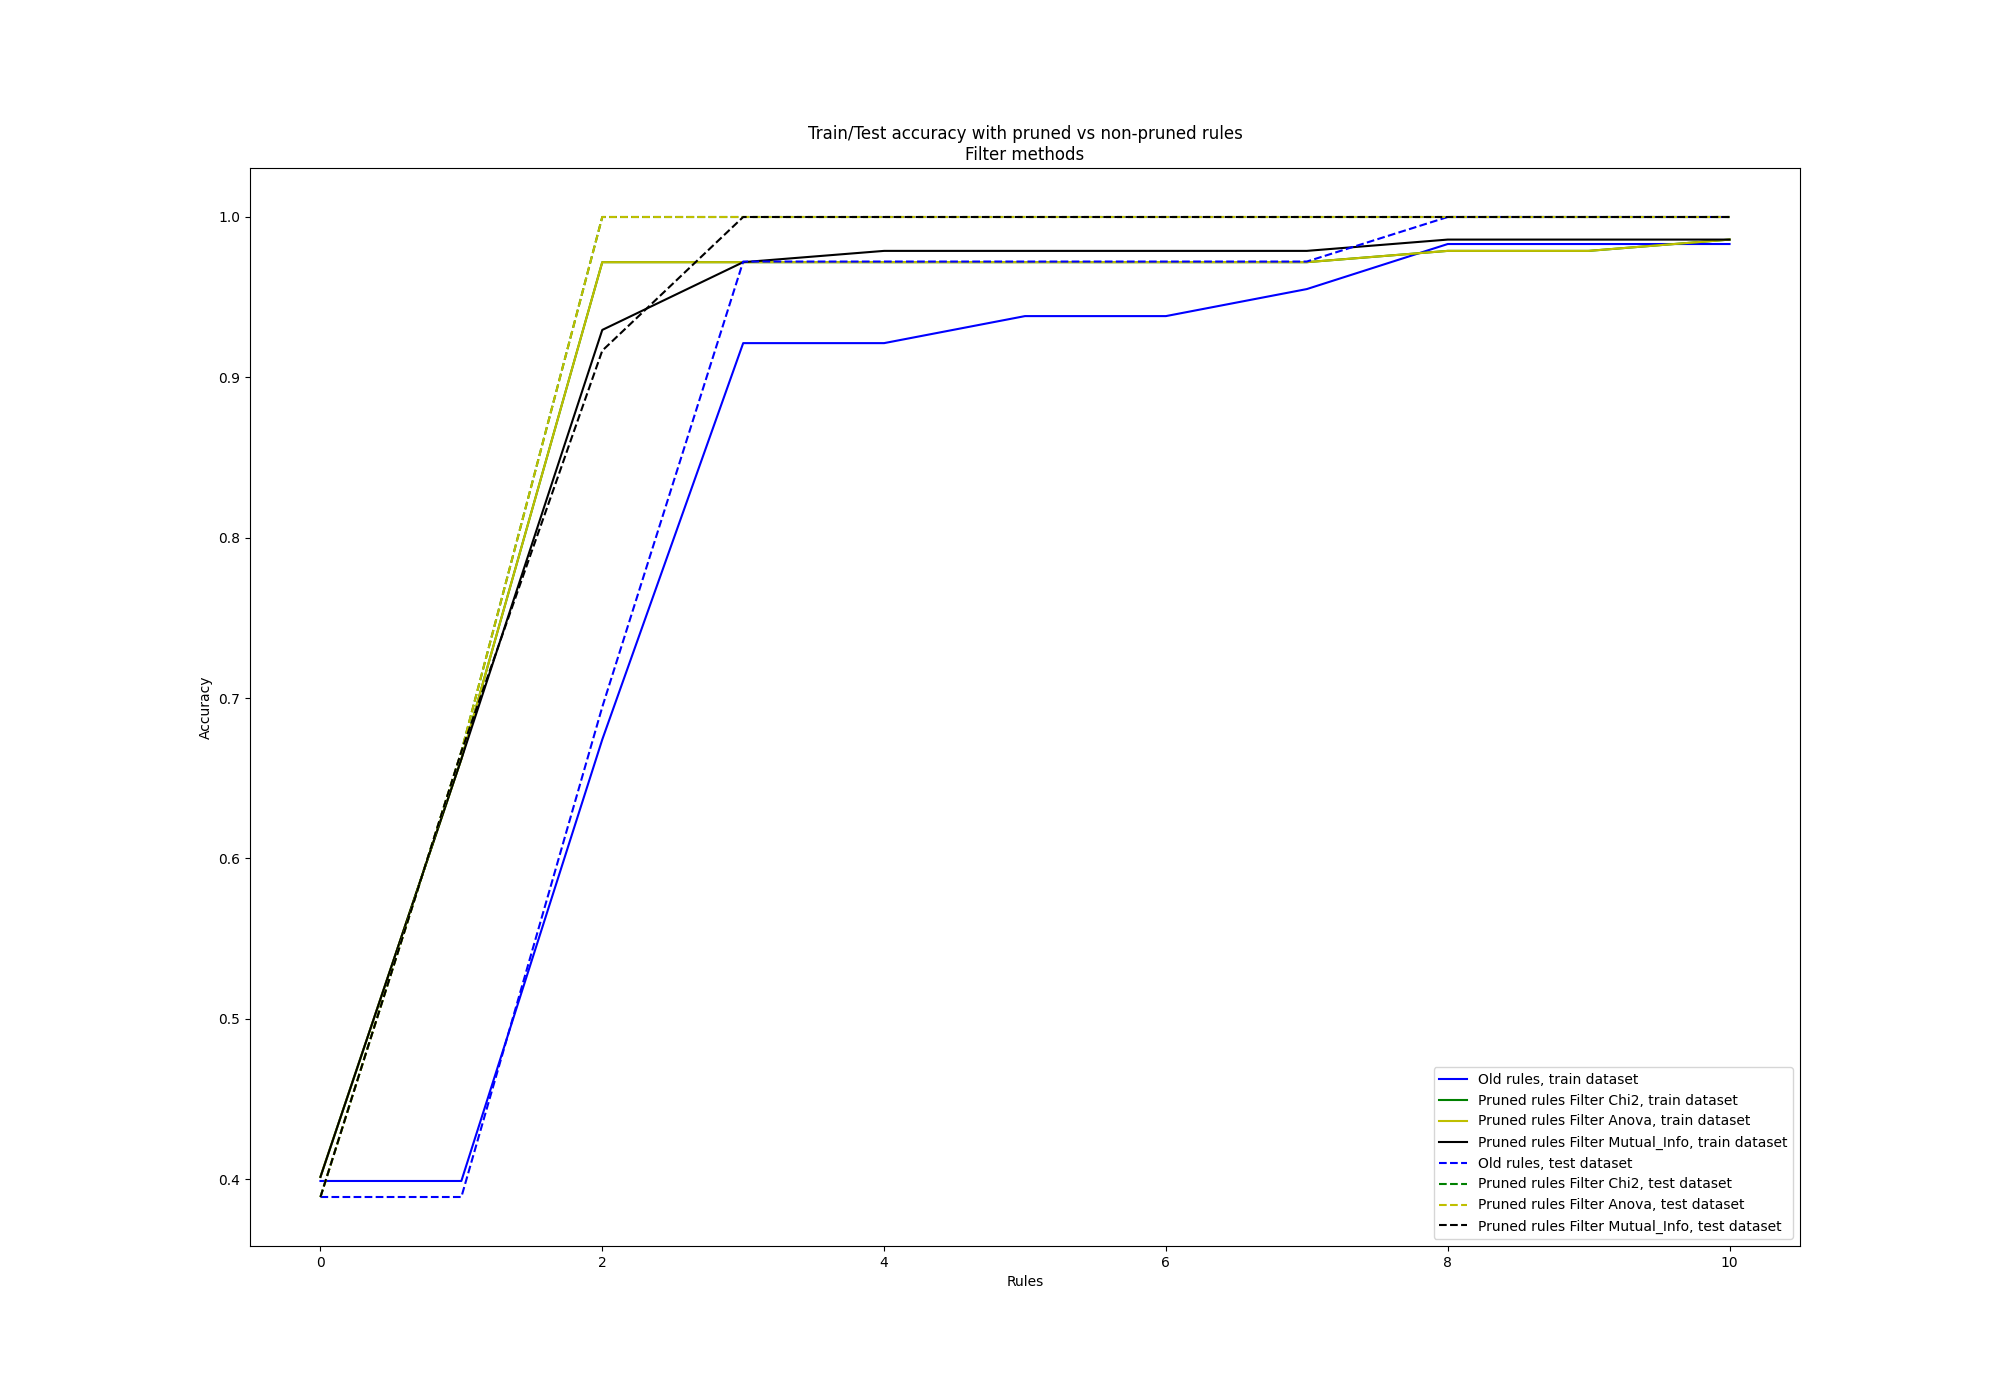 Train/Test accuracy with pruned vs non-pruned rules
Filter methods
1.0
0.9
0.8
0.7
0.6
0.5
0.4
Accuracy
0
2
4
6
8
10
Rules
Old rules, train dataset
Pruned rules Filter Chi2, train dataset
Pruned rules Filter Anova, train dataset
Pruned rules Filter Mutual_Info, train dataset
Old rules, test dataset
Pruned rules Filter Chi2, test dataset
Pruned rules Filter Anova, test dataset
Pruned rules Filter Mutual_Info, test dataset